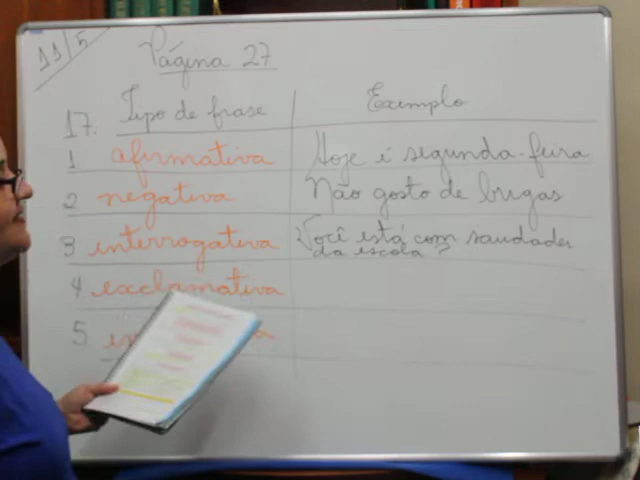 11/5
Página 27
17. Tipo de frase Exemplo
1 afirmativa Hoje é segunda-feira
2 negativa Não gosto de brigas
3 interrogativa Você está com saudades
da escola?
4 exclamativa
5